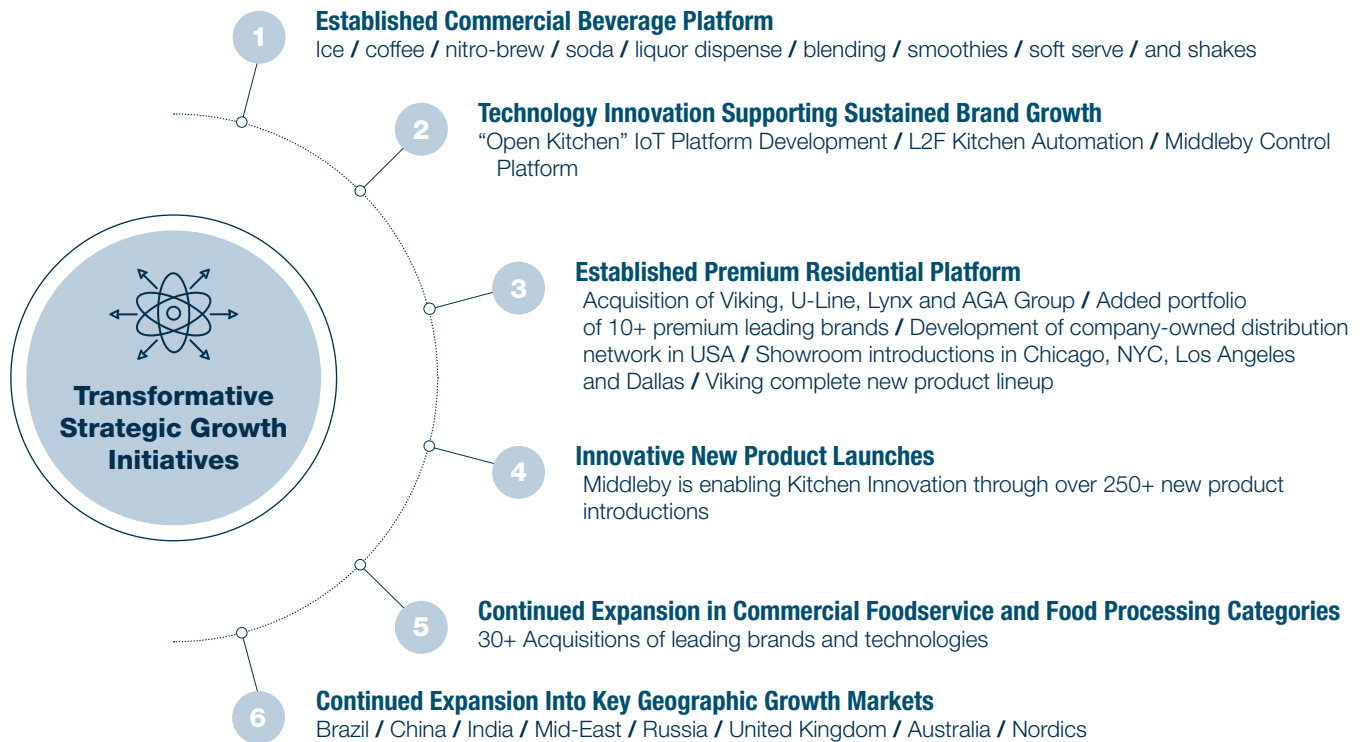 1
Established Commercial Beverage Platform
Ice / coffee / nitro-brew / soda / liquor dispense / blending / smoothies / soft serve / and shakes
2
Technology Innovation Supporting Sustained Brand Growth
“Open Kitchen” IoT Platform Development / L2F Kitchen Automation / Middleby Control
Platform
3
Established Premium Residential Platform
Acquisition of Viking, U-Line, Lynx and AGA Group / Added portfolio
of 10+ premium leading brands / Development of company-owned distribution
network in USA / Showroom introductions in Chicago, NYC, Los Angeles
and Dallas / Viking complete new product lineup
Transformative
Strategic Growth
Initiatives
4
Innovative New Product Launches
Middleby is enabling Kitchen Innovation through over 250+ new product
introductions
5
Continued Expansion in Commercial Foodservice and Food Processing Categories
30+ Acquisitions of leading brands and technologies
6
Continued Expansion Into Key Geographic Growth Markets
Brazil / China / India / Mid-East / Russia / United Kingdom / Australia / Nordics